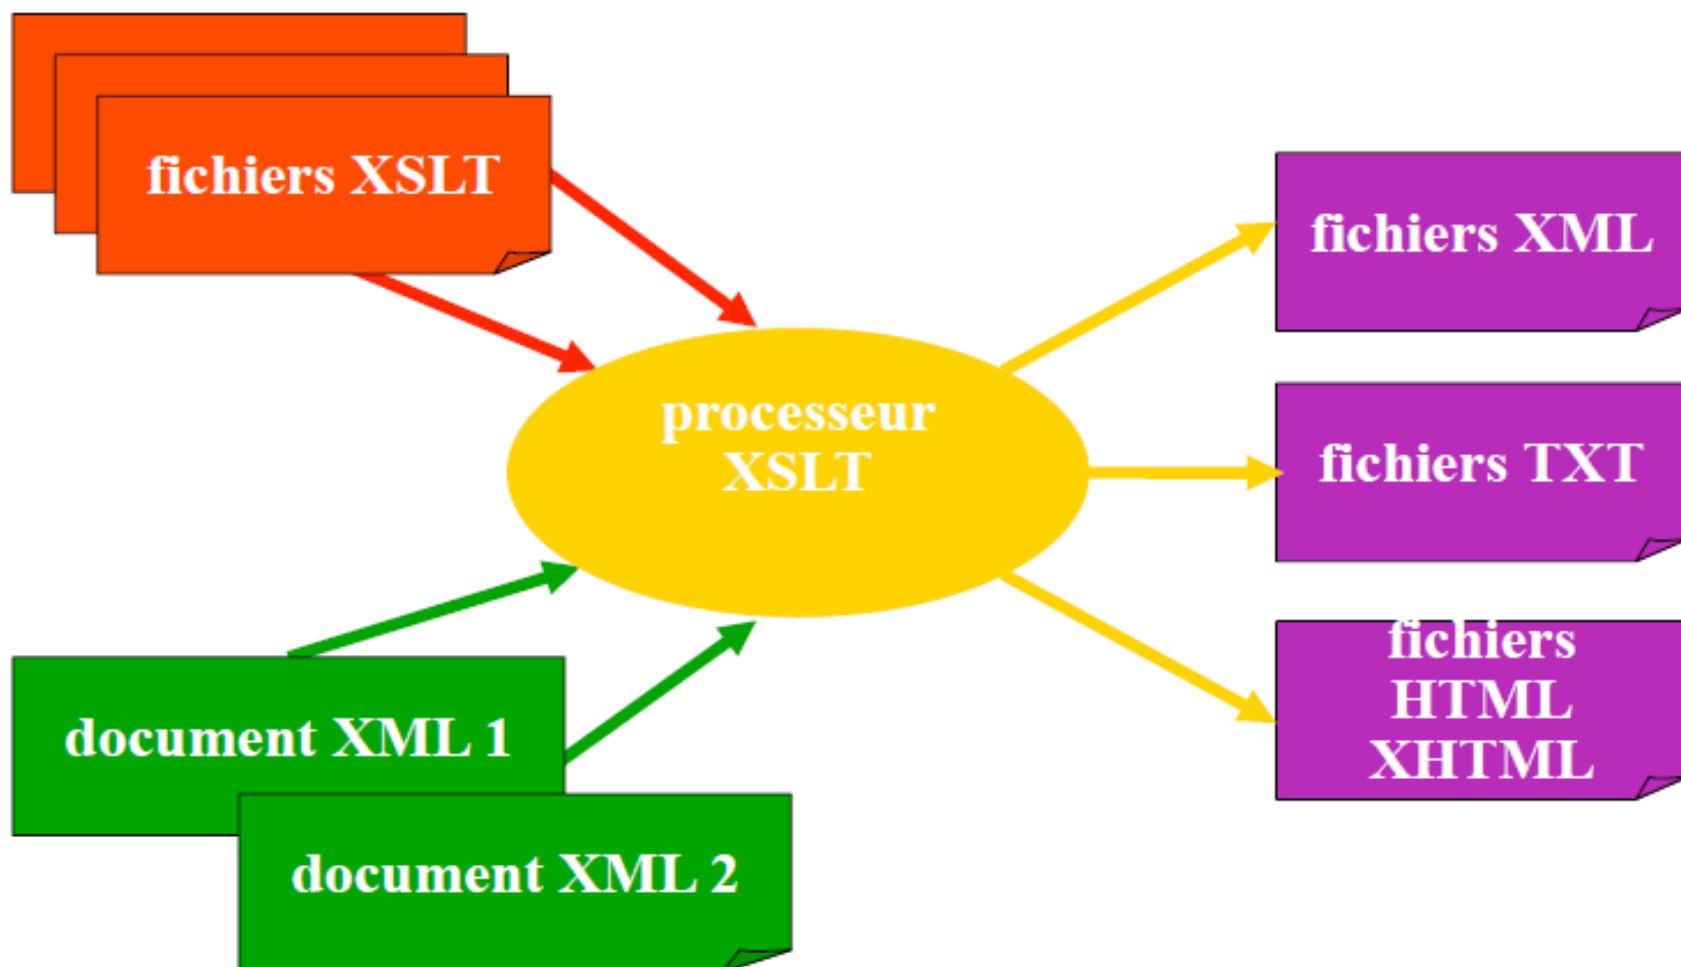 fichiers XSLT
processeur
XSLT
document XML 1
document XML 2
fichiers XML
fichiers TXT
fichiers
HTML
XHTML